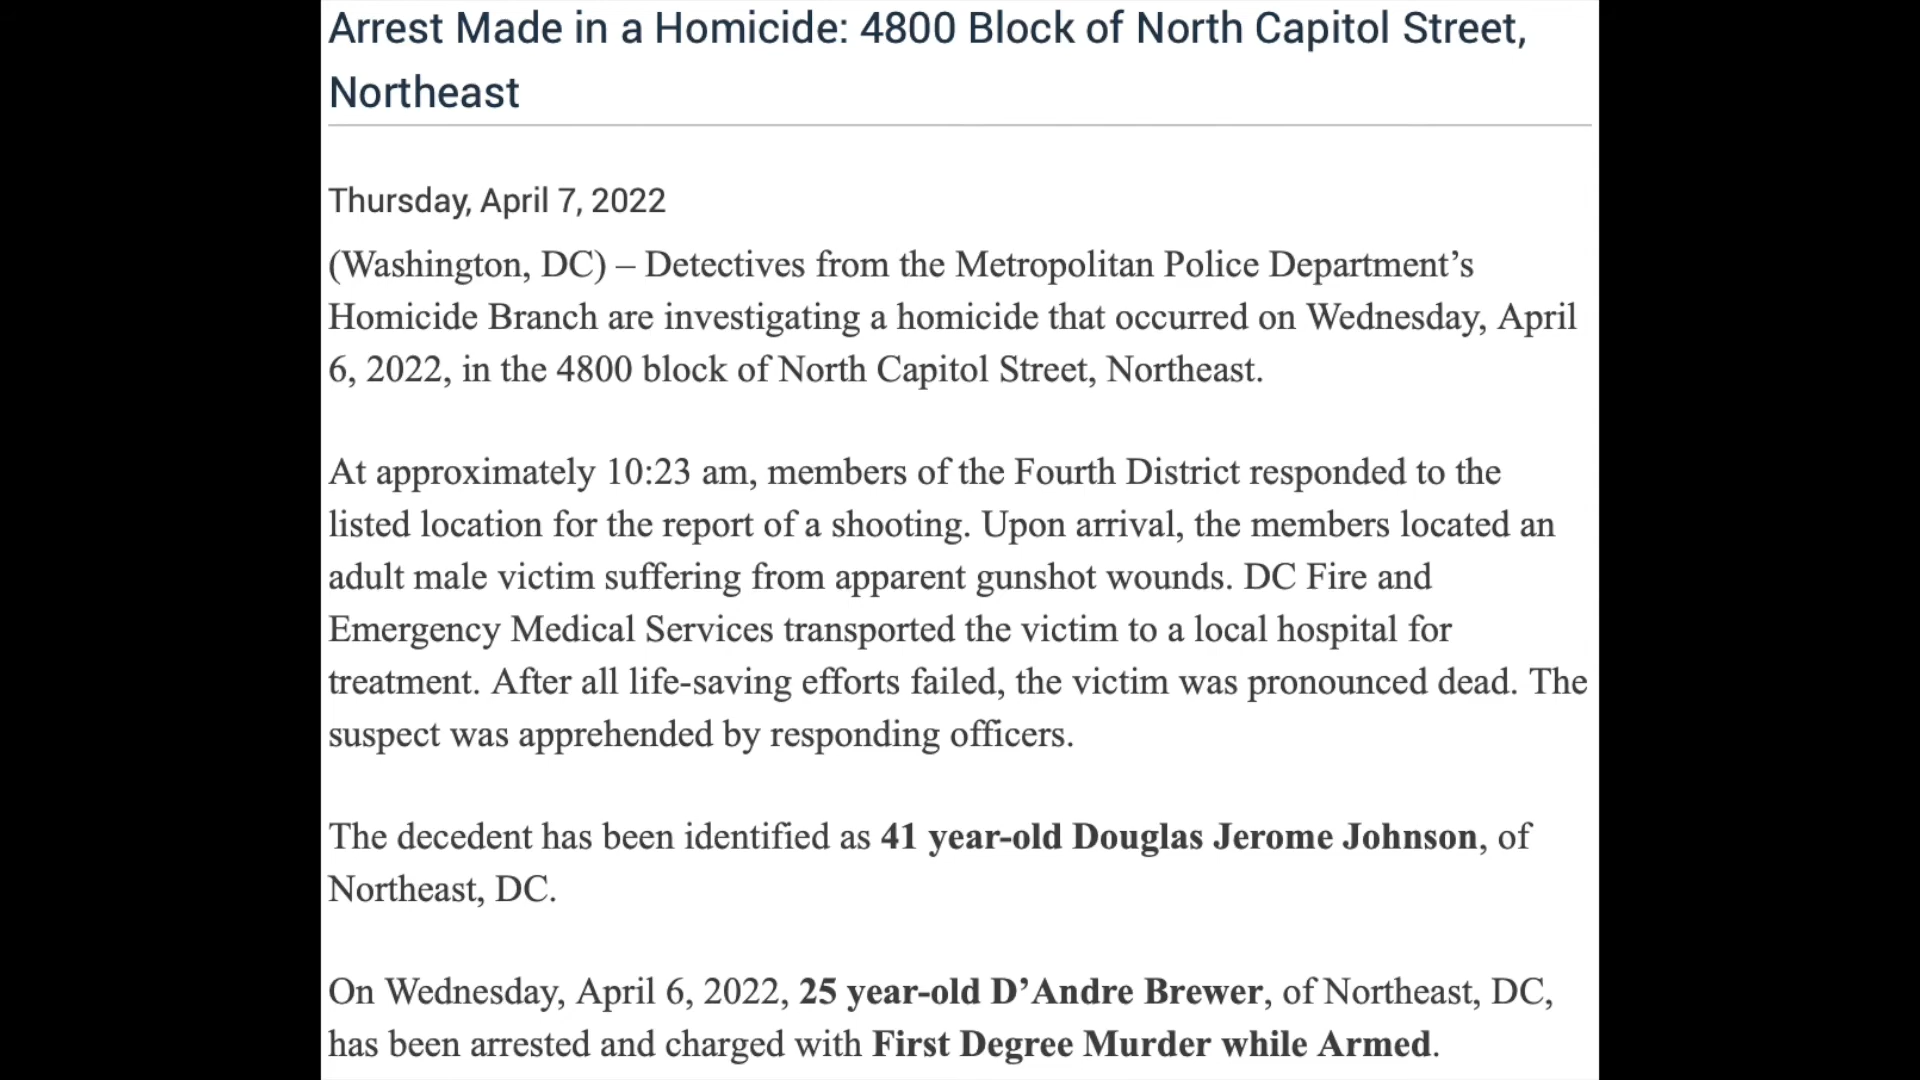 Arrest Made in a Homicide: 4800 Block of North Capitol Street,
Northeast
Thursday, April 7, 2022
(Washington, DC) – Detectives from the Metropolitan Police Department’s
Homicide Branch are investigating a homicide that occurred on Wednesday, April
6, 2022, in the 4800 block of North Capitol Street, Northeast.
At approximately 10:23 am, members of the Fourth District responded to the
listed location for the report of a shooting. Upon arrival, the members located an
adult male victim suffering from apparent gunshot wounds. DC Fire and
Emergency Medical Services transported the victim to a local hospital for
treatment. After all life-saving efforts failed, the victim was pronounced dead. The
suspect was apprehended by responding officers.
The decedent has been identified as 41 year-old Douglas Jerome Johnson, of
Northeast, DC.
On Wednesday, April 6, 2022, 25 year-old D’Andre Brewer, of Northeast, DC,
has been arrested and charged with First Degree Murder while Armed.